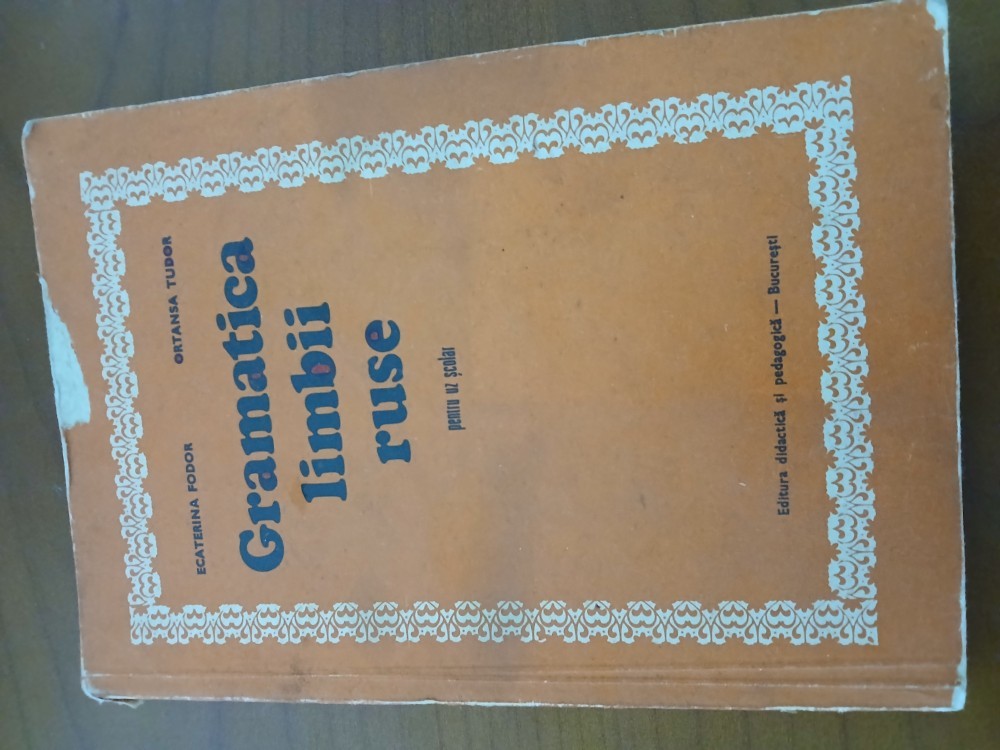 ECATERINA FODOR ORTANSA TUDOR
Gramatica
limbii
ruse
pentru uz școlar
Editura didactică și pedagogică — București